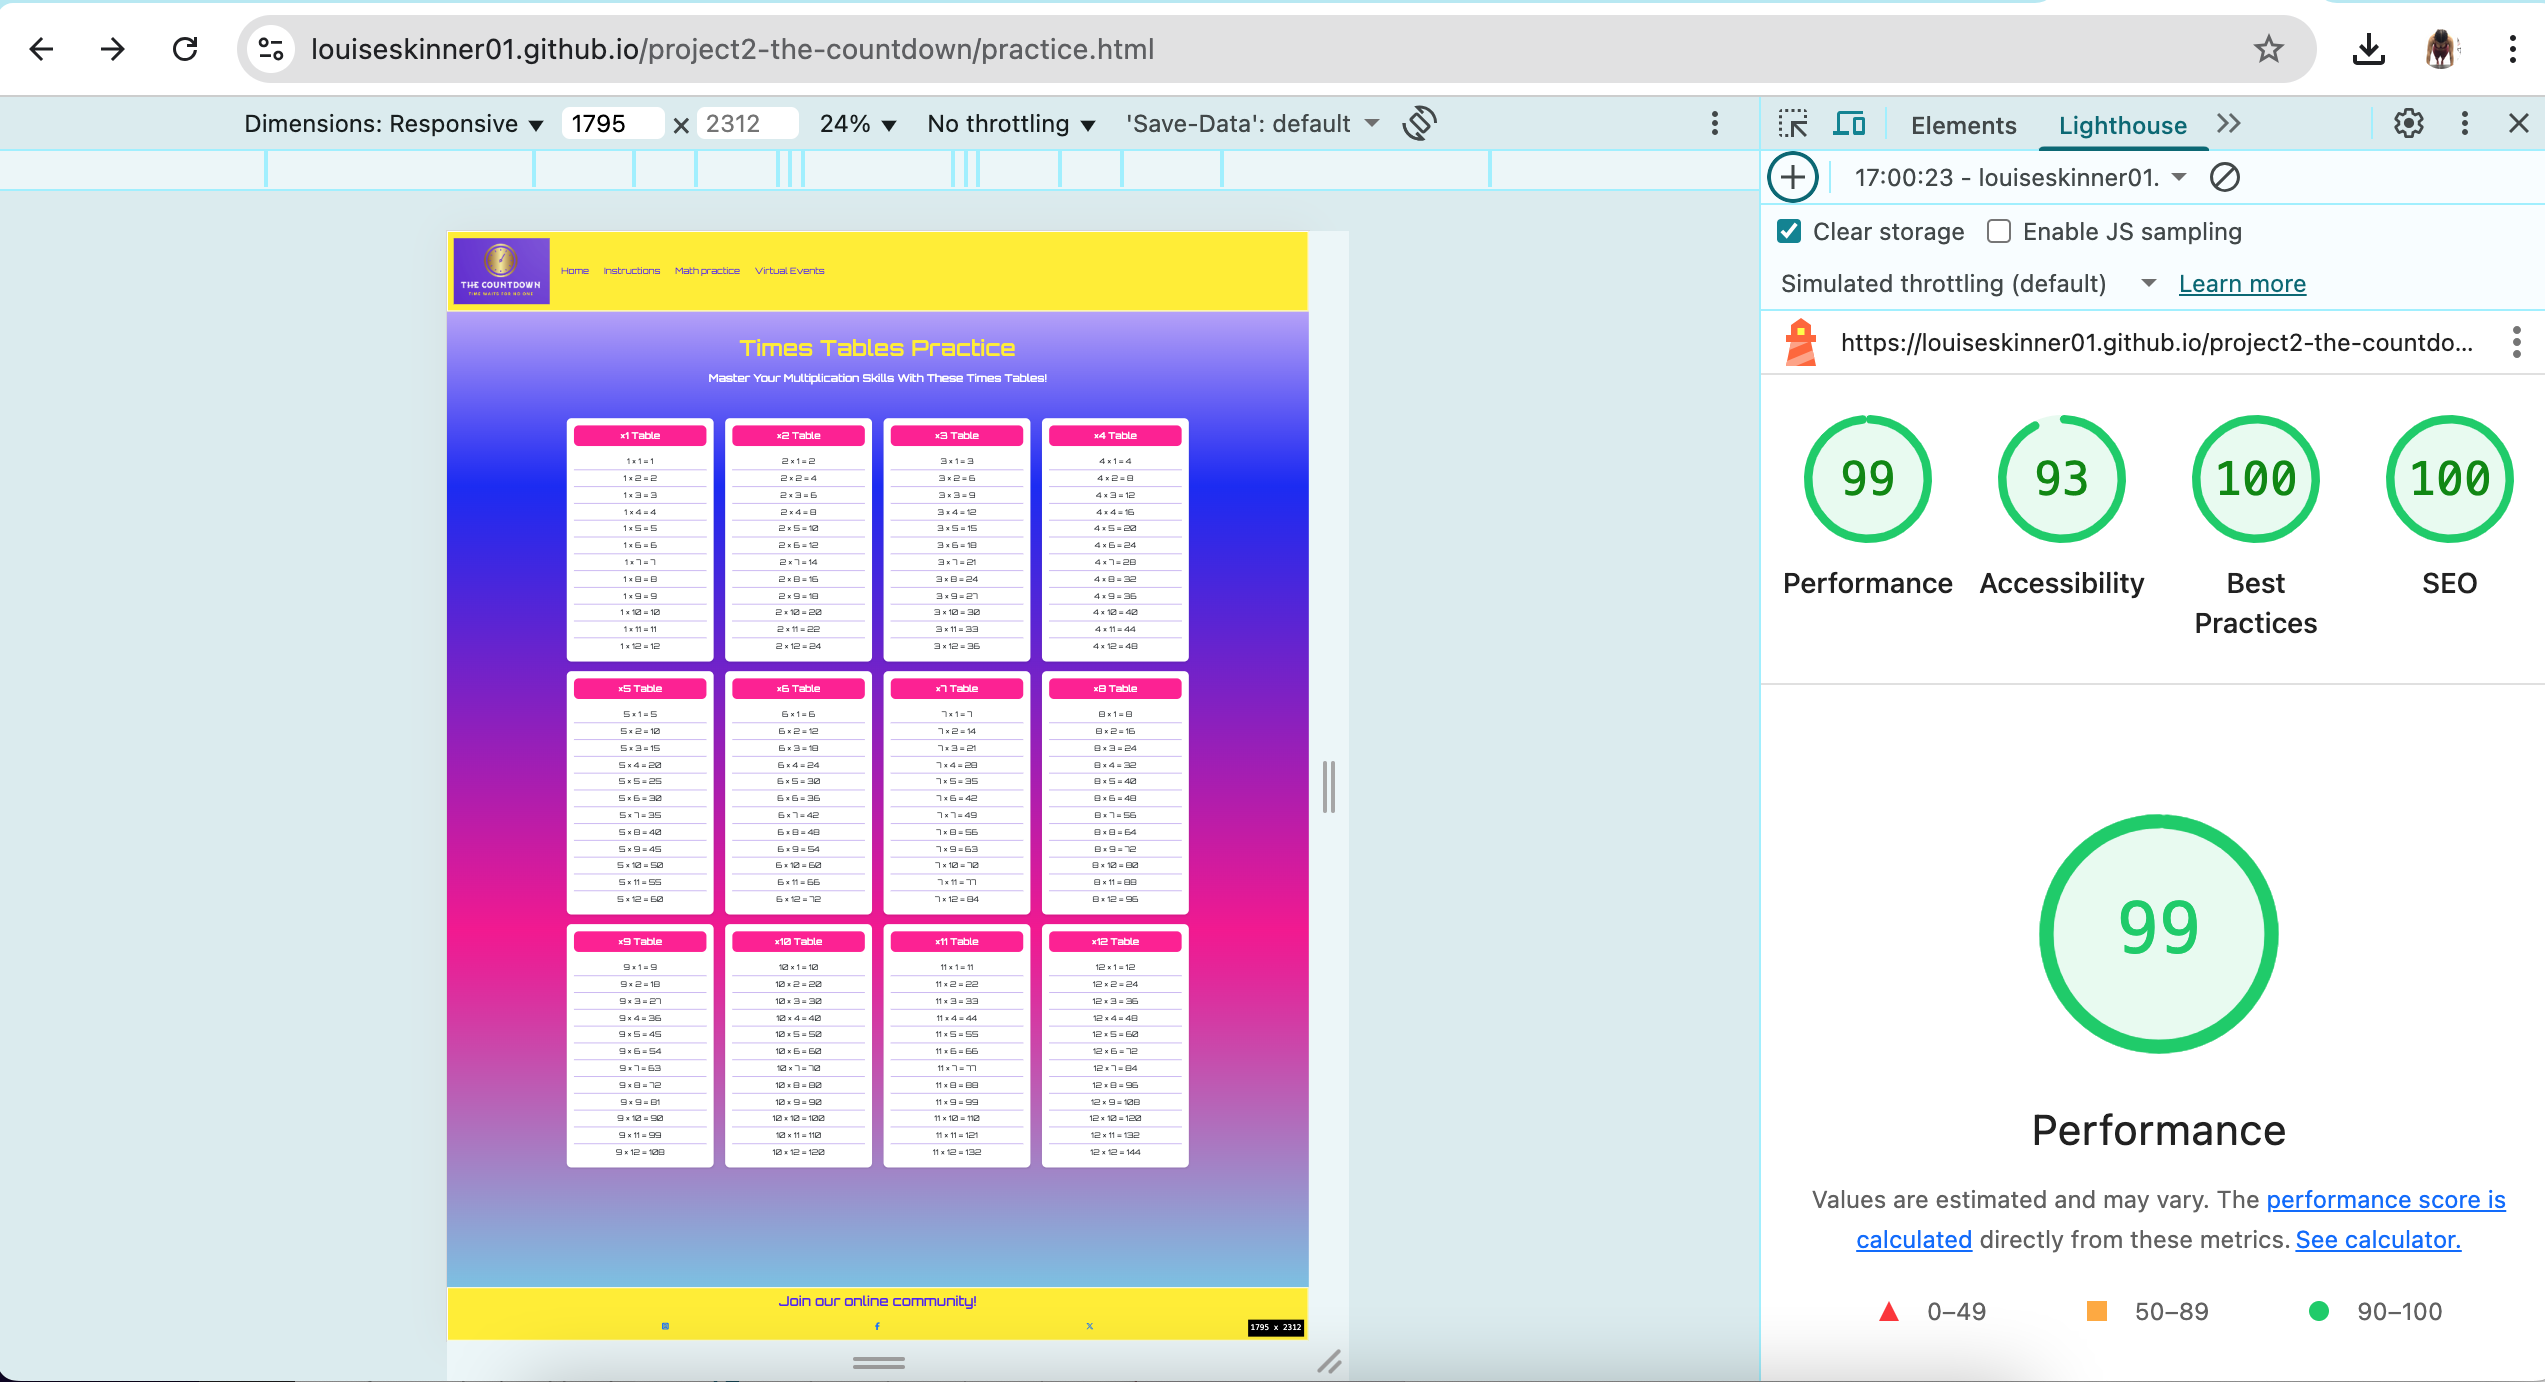 louiseskinner01.github.io/project2-the-countdown/practice.html
Dimensions: Responsive 1795 × 2312 24% No throttling 'Save-Data': default
Elements Lighthouse
17:00:23 - louiseskinner01.
Clear storage Enable JS sampling
Simulated throttling (default) Learn more
https://louiseskinner01.github.io/project2-the-countdo...
THE COUNTDOWN
TIME WAITS FOR NO ONE
Home Instructions Math practice Virtual Events
Times Tables Practice
Master Your Multiplication Skills With These Times Tables!
x1 Table
1 x 1 = 1
1 x 2 = 2
1 x 3 = 3
1 x 4 = 4
1 x 5 = 5
1 x 6 = 6
1 x 7 = 7
1 x 8 = 8
1 x 9 = 9
1 x 10 = 10
1 x 11 = 11
1 x 12 = 12
x2 Table
2 x 1 = 2
2 x 2 = 4
2 x 3 = 6
2 x 4 = 8
2 x 5 = 10
2 x 6 = 12
2 x 7 = 14
2 x 8 = 16
2 x 9 = 18
2 x 10 = 20
2 x 11 = 22
2 x 12 = 24
x3 Table
3 x 1 = 3
3 x 2 = 6
3 x 3 = 9
3 x 4 = 12
3 x 5 = 15
3 x 6 = 18
3 x 7 = 21
3 x 8 = 24
3 x 9 = 27
3 x 10 = 30
3 x 11 = 33
3 x 12 = 36
x4 Table
4 x 1 = 4
4 x 2 = 8
4 x 3 = 12
4 x 4 = 16
4 x 5 = 20
4 x 6 = 24
4 x 7 = 28
4 x 8 = 32
4 x 9 = 36
4 x 10 = 40
4 x 11 = 44
4 x 12 = 48
x5 Table
5 x 1 = 5
5 x 2 = 10
5 x 3 = 15
5 x 4 = 20
5 x 5 = 25
5 x 6 = 30
5 x 7 = 35
5 x 8 = 40
5 x 9 = 45
5 x 10 = 50
5 x 11 = 55
5 x 12 = 60
x6 Table
6 x 1 = 6
6 x 2 = 12
6 x 3 = 18
6 x 4 = 24
6 x 5 = 30
6 x 6 = 36
6 x 7 = 42
6 x 8 = 48
6 x 9 = 54
6 x 10 = 60
6 x 11 = 66
6 x 12 = 72
x7 Table
7 x 1 = 7
7 x 2 = 14
7 x 3 = 21
7 x 4 = 28
7 x 5 = 35
7 x 6 = 42
7 x 7 = 49
7 x 8 = 56
7 x 9 = 63
7 x 10 = 70
7 x 11 = 77
7 x 12 = 84
x8 Table
8 x 1 = 8
8 x 2 = 16
8 x 3 = 24
8 x 4 = 32
8 x 5 = 40
8 x 6 = 48
8 x 7 = 56
8 x 8 = 64
8 x 9 = 72
8 x 10 = 80
8 x 11 = 88
8 x 12 = 96
x9 Table
9 x 1 = 9
9 x 2 = 18
9 x 3 = 27
9 x 4 = 36
9 x 5 = 45
9 x 6 = 54
9 x 7 = 63
9 x 8 = 72
9 x 9 = 81
9 x 10 = 90
9 x 11 = 99
9 x 12 = 108
x10 Table
10 x 1 = 10
10 x 2 = 20
10 x 3 = 30
10 x 4 = 40
10 x 5 = 50
10 x 6 = 60
10 x 7 = 70
10 x 8 = 80
10 x 9 = 90
10 x 10 = 100
10 x 11 = 110
10 x 12 = 120
x11 Table
11 x 1 = 11
11 x 2 = 22
11 x 3 = 33
11 x 4 = 44
11 x 5 = 55
11 x 6 = 66
11 x 7 = 77
11 x 8 = 88
11 x 9 = 99
11 x 10 = 110
11 x 11 = 121
11 x 12 = 132
x12 Table
12 x 1 = 12
12 x 2 = 24
12 x 3 = 36
12 x 4 = 48
12 x 5 = 60
12 x 6 = 72
12 x 7 = 84
12 x 8 = 96
12 x 9 = 108
12 x 10 = 120
12 x 11 = 132
12 x 12 = 144
Join our online community!
1795 x 2312
99 93 100 100
Performance Accessibility Best SEO
Practices
99
Performance
Values are estimated and may vary. The performance score is
calculated directly from these metrics. See calculator.
0–49 50–89 90–100